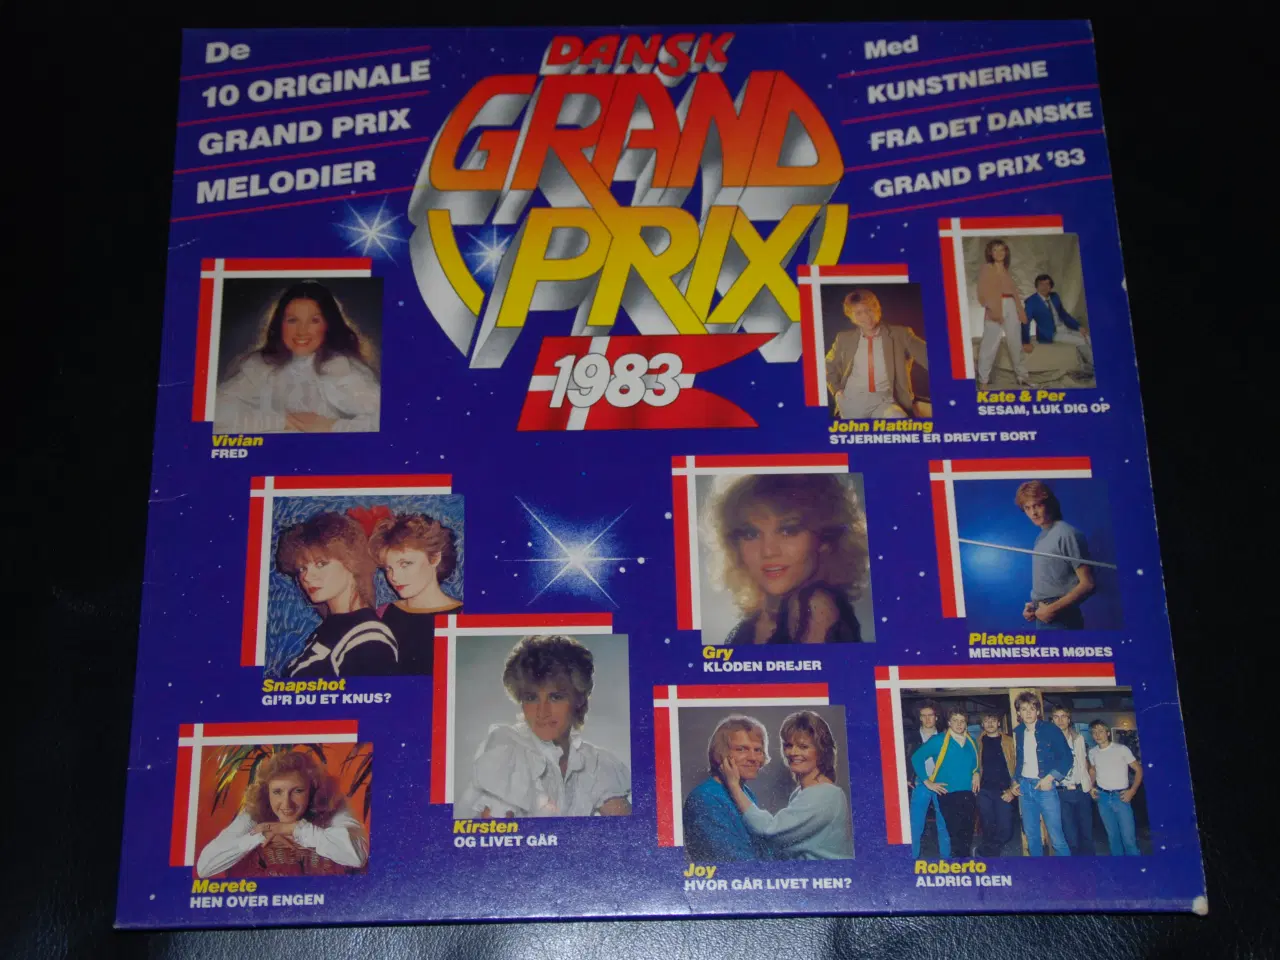 De
10 ORIGINALE
GRAND PRIX
MELODIER
DANSK
GRAND
PRIX
1983
Med
KUNSTNERNE
FRA DET DANSKE
GRAND PRIX '83
Vivian
FRED
John Hatting
STJERNERNE ER DREVET BORT
Kate & Per
SESAM, LUK DIG OP
Snapshot
GI'R DU ET KNUS?
Gry
KLODEN DREJER
Plateau
MENNESKER MØDES
Merete
HEN OVER ENGEN
Kirsten
OG LIVET GÅR
Joy
HVOR GÅR LIVET HEN?
Roberto
ALDRIG IGEN